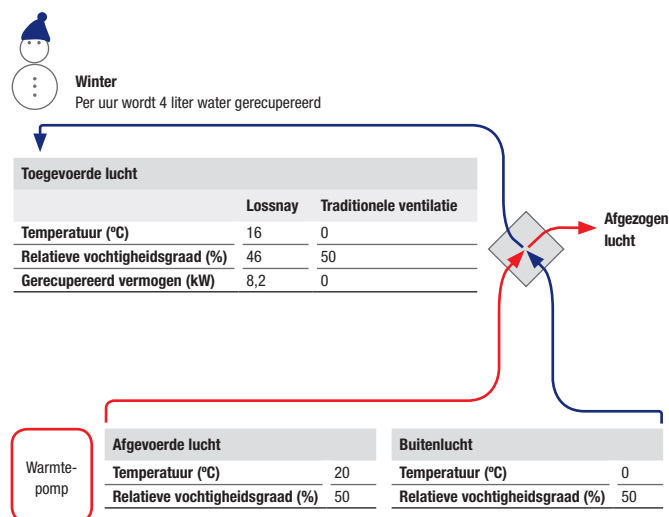 Winter
Per uur wordt 4 liter water gerecupereerd
Toegevoerde lucht
Lossnay Traditionele ventilatie
Temperatuur (ºC) 16 0
Relatieve vochtigheidsgraad (%) 46 50
Gerecupereerd vermogen (kW) 8,2 0
Afgezogen
lucht
Warmte-
pomp
Afgevoerde lucht
Temperatuur (ºC) 20
Relatieve vochtigheidsgraad (%) 50
Buitenlucht
Temperatuur (ºC) 0
Relatieve vochtigheidsgraad (%) 50